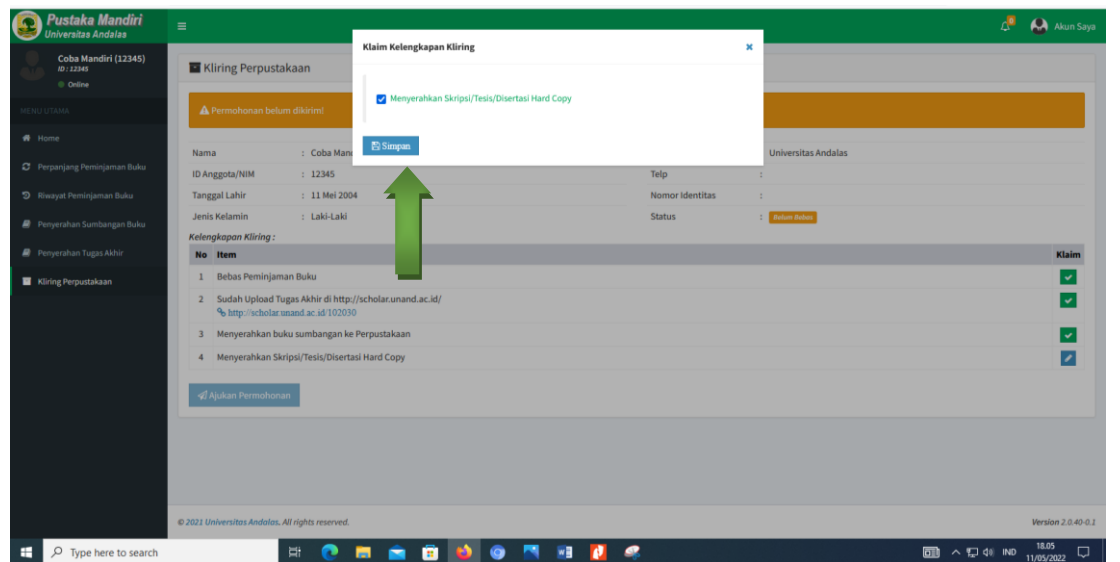 Pustaka Mandiri
Universitas Andalas
Akun Saya
Coba Mandiri (12345)
ID : 12345
Online
MENU UTAMA
Home
Perpanjang Peminjaman Buku
Riwayat Peminjaman Buku
Penyerahan Sumbangan Buku
Penyerahan Tugas Akhir
Kliring Perpustakaan
Klaim Kelengkapan Kliring
×
Menyerahkan Skripsi/Tesis/Disertasi Hard Copy
Simpan
Kliring Perpustakaan
Permohonan belum dikirim!
Nama : Coba Mand
Universitas Andalas
ID Anggota/NIM : 12345
Telp :
Tanggal Lahir : 11 Mei 2004
Nomor Identitas :
Jenis Kelamin : Laki-Laki
Status : Belum Bebas
Kelengkapan Kliring :
No Item Klaim
1 Bebas Peminjaman Buku
2 Sudah Upload Tugas Akhir di http://scholar.unand.ac.id/
http://scholar.unand.ac.id/102030
3 Menyerahkan buku sumbangan ke Perpustakaan
4 Menyerahkan Skripsi/Tesis/Disertasi Hard Copy
Ajukan Permohonan
© 2021 Universitas Andalas. All rights reserved.
Version 2.0.40-0.1
Type here to search
IND
18.05
11/05/2022